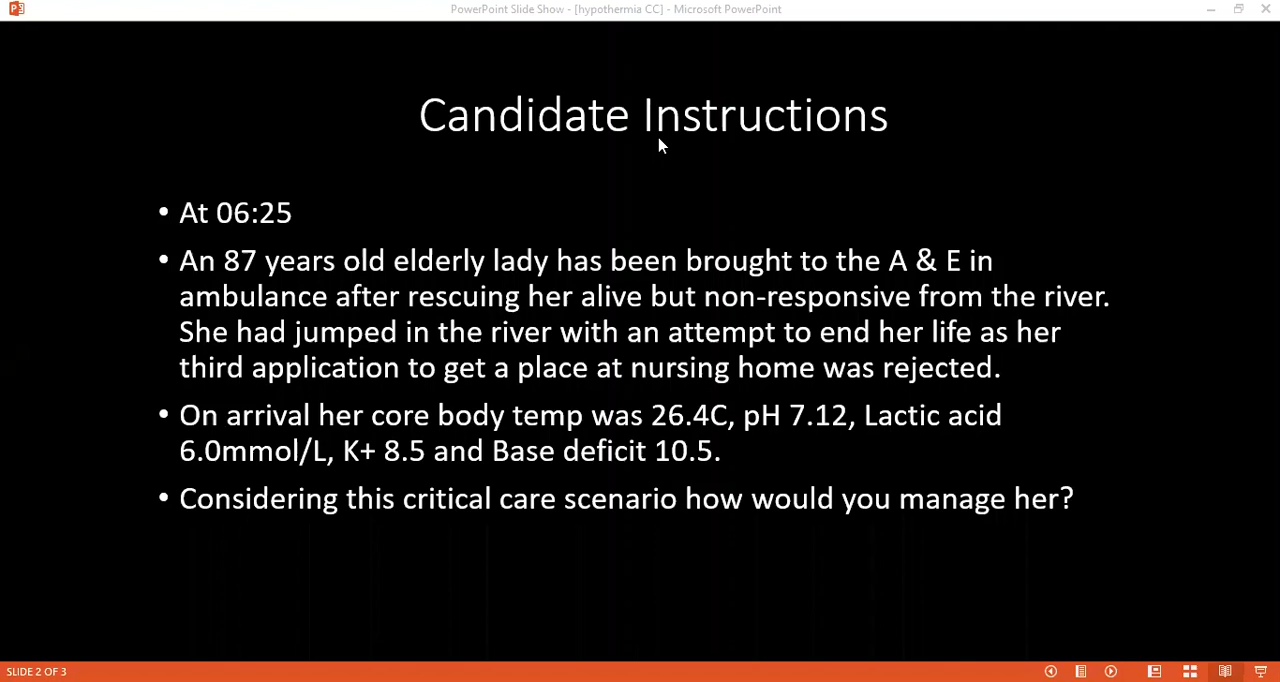 PowerPoint Slide Show - [hypothermia CC] - Microsoft PowerPoint
Candidate Instructions
• At 06:25
• An 87 years old elderly lady has been brought to the A & E in
ambulance after rescuing her alive but non-responsive from the river.
She had jumped in the river with an attempt to end her life as her
third application to get a place at nursing home was rejected.
• On arrival her core body temp was 26.4C, pH 7.12, Lactic acid
6.0mmol/L, K+ 8.5 and Base deficit 10.5.
• Considering this critical care scenario how would you manage her?
SLIDE 2 OF 3